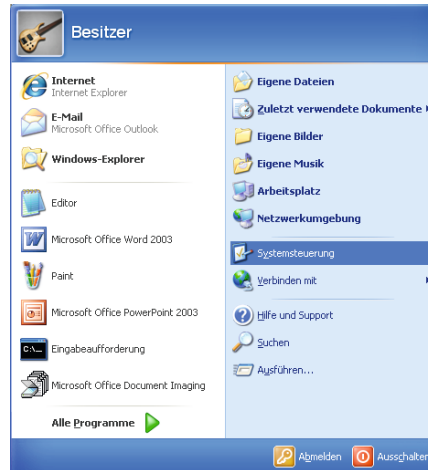 Besitzer
Internet
Internet Explorer
E-Mail
Microsoft Office Outlook
Windows-Explorer
Editor
Microsoft Office Word 2003
Paint
Microsoft Office PowerPoint 2003
C:\_
Eingabeaufforderung
Microsoft Office Document Imaging
Alle Programme
Eigene Dateien
Zuletzt verwendete Dokumente
Eigene Bilder
Eigene Musik
Arbeitsplatz
Netzwerkumgebung
Systemsteuerung
Verbinden mit
Hilfe und Support
Suchen
Ausführen...
Abmelden
Ausschalten